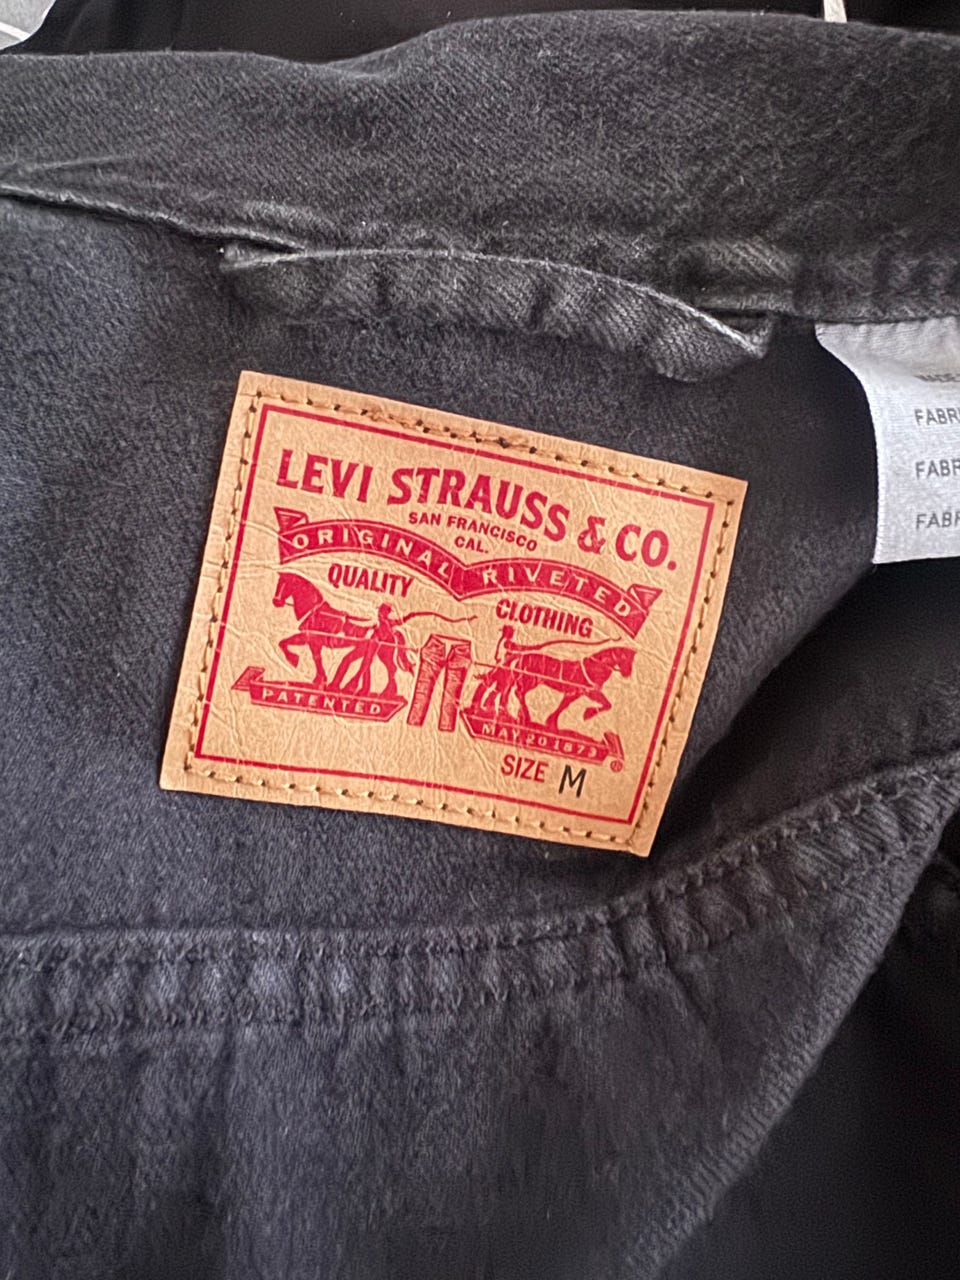 LEVI STRAUSS & CO.
SAN FRANCISCO
CAL.
ORIGINAL RIVETED
QUALITY CLOTHING
PATENTED
MAY 20 1873
SIZE M
FABR
FABR
FABR